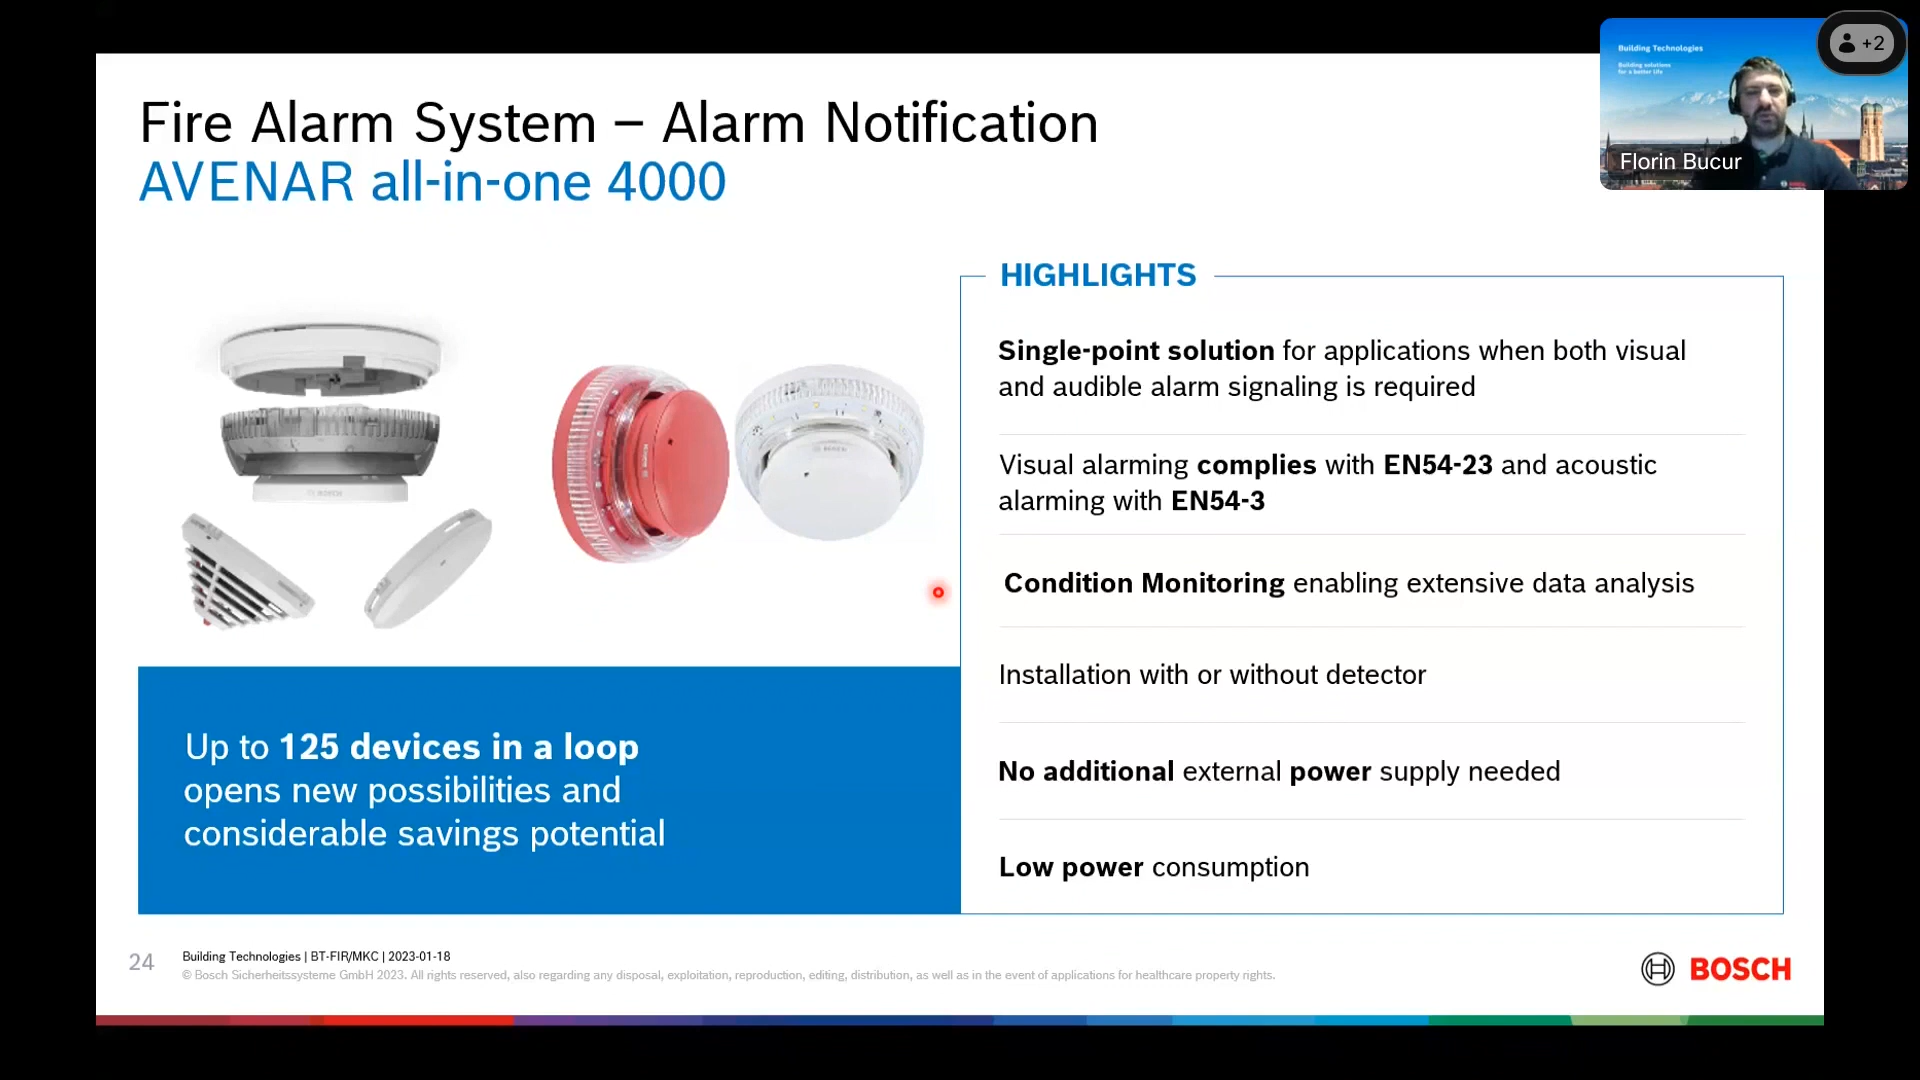 Building Technologies
Building solutions
for a better life
+2
Florin Bucur
Fire Alarm System – Alarm Notification
AVENAR all-in-one 4000
HIGHLIGHTS
Single-point solution for applications when both visual
and audible alarm signaling is required
Visual alarming complies with EN54-23 and acoustic
alarming with EN54-3
Condition Monitoring enabling extensive data analysis
Installation with or without detector
No additional external power supply needed
Low power consumption
BOSCH
BOSCH
BOSCH
Up to 125 devices in a loop
opens new possibilities and
considerable savings potential
24
Building Technologies | BT-FIR/MKC | 2023-01-18
© Bosch Sicherheitssysteme GmbH 2023. All rights reserved, also regarding any disposal, exploitation, reproduction, editing, distribution, as well as in the event of applications for healthcare property rights.
BOSCH